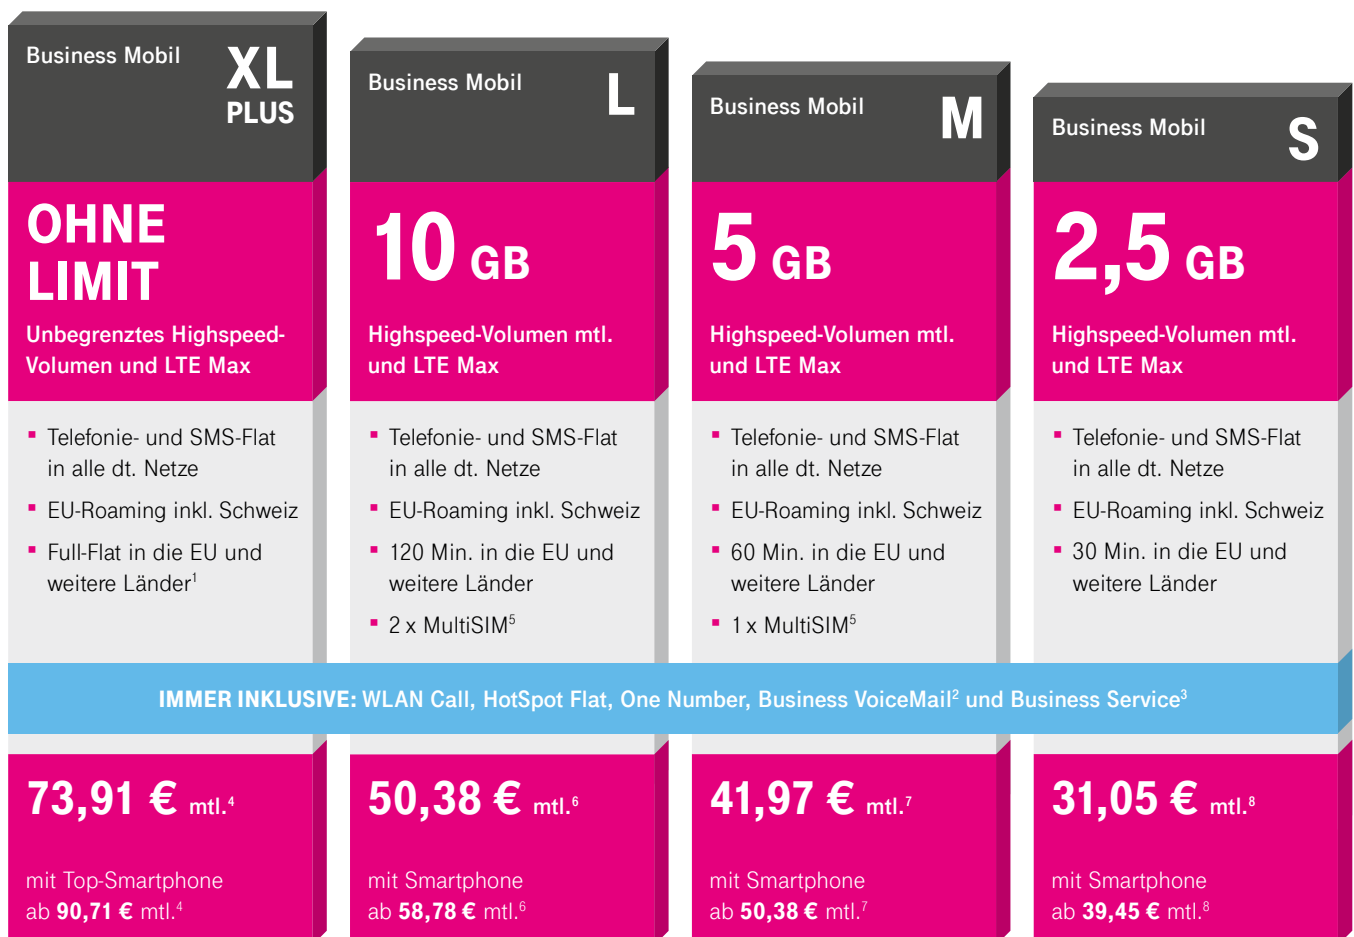 Business Mobil
XL
PLUS
OHNE
LIMIT
Unbegrenztes Highspeed-
Volumen und LTE Max
▪ Telefonie- und SMS-Flat
in alle dt. Netze
▪ EU-Roaming inkl. Schweiz
▪ Full-Flat in die EU und
weitere Länder¹
Business Mobil
L
10 GB
Highspeed-Volumen mtl.
und LTE Max
▪ Telefonie- und SMS-Flat
in alle dt. Netze
▪ EU-Roaming inkl. Schweiz
▪ 120 Min. in die EU und
weitere Länder
▪ 2 x MultiSIM⁵
Business Mobil
M
5 GB
Highspeed-Volumen mtl.
und LTE Max
▪ Telefonie- und SMS-Flat
in alle dt. Netze
▪ EU-Roaming inkl. Schweiz
▪ 60 Min. in die EU und
weitere Länder
▪ 1 x MultiSIM⁵
Business Mobil
S
2,5 GB
Highspeed-Volumen mtl.
und LTE Max
▪ Telefonie- und SMS-Flat
in alle dt. Netze
▪ EU-Roaming inkl. Schweiz
▪ 30 Min. in die EU und
weitere Länder
IMMER INKLUSIVE: WLAN Call, HotSpot Flat, One Number, Business VoiceMail² und Business Service³
73,91 € mtl.⁴
mit Top-Smartphone
ab 90,71 € mtl.⁴
50,38 € mtl.⁶
mit Smartphone
ab 58,78 € mtl.⁶
41,97 € mtl.⁷
mit Smartphone
ab 50,38 € mtl.⁷
31,05 € mtl.⁸
mit Smartphone
ab 39,45 € mtl.⁸